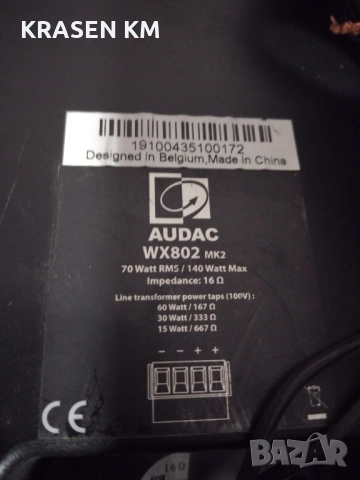 KRASEN KM
19100435100172
Designed in Belgium,Made in China
AUDAC
WX802 MK2
70 Watt RMS / 140 Watt Max
Impedance: 16 Ω
Line transformer power taps (100V) :
60 Watt / 167 Ω
30 Watt / 333 Ω
15 Watt / 667 Ω
– – + +
CE
16 Ω
BAZAR